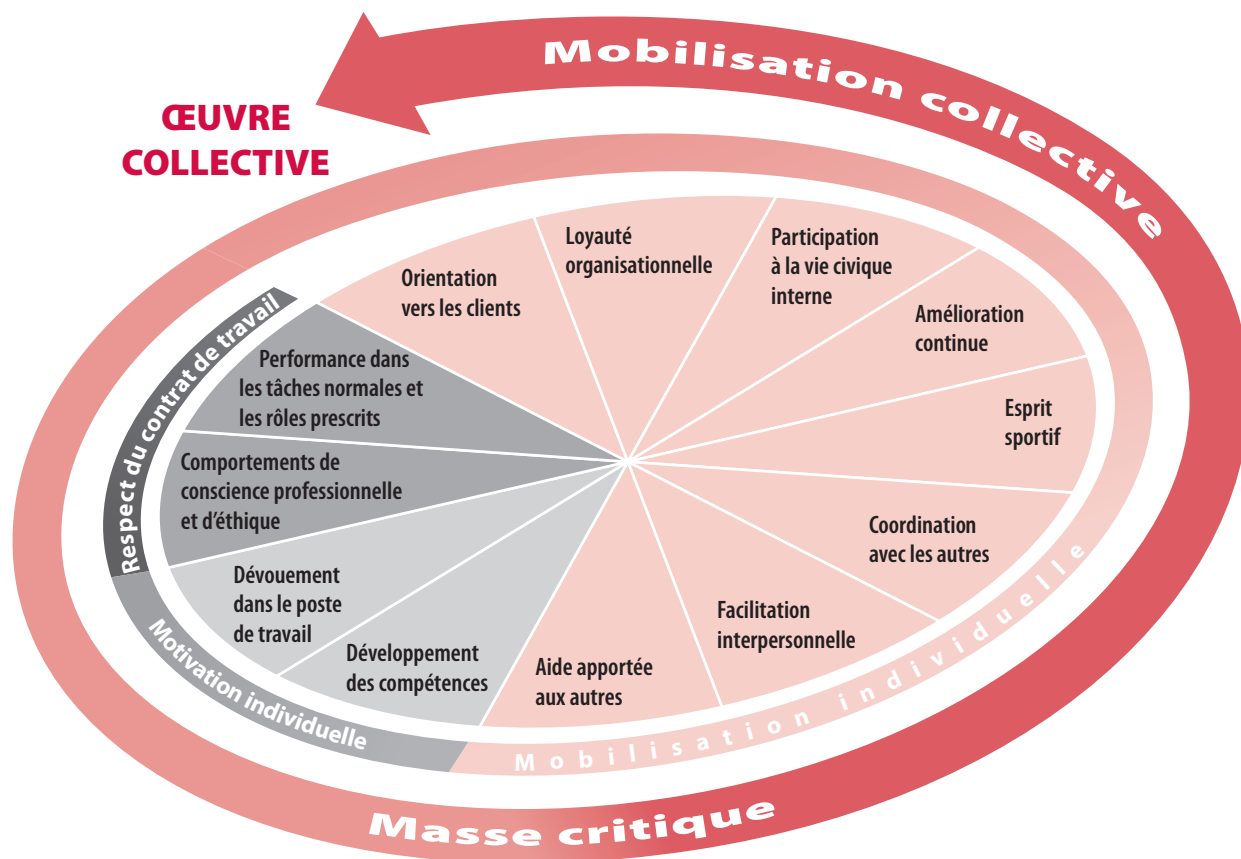 Mobilisation collective
ŒUVRE
COLLECTIVE
Loyauté
organisationnelle
Participation
à la vie civique
interne
Orientation
vers les clients
Amélioration
continue
Respect du contrat de travail
Performance dans
les tâches normales et
les rôles prescrits
Esprit
sportif
Comportements de
conscience professionnelle
et d'éthique
Coordination
avec les autres
Dévouement
dans le poste
de travail
Facilitation
interpersonnelle
Développement
des compétences
Aide apportée
aux autres
Motivation individuelle
Mobilisation individuelle
Masse critique